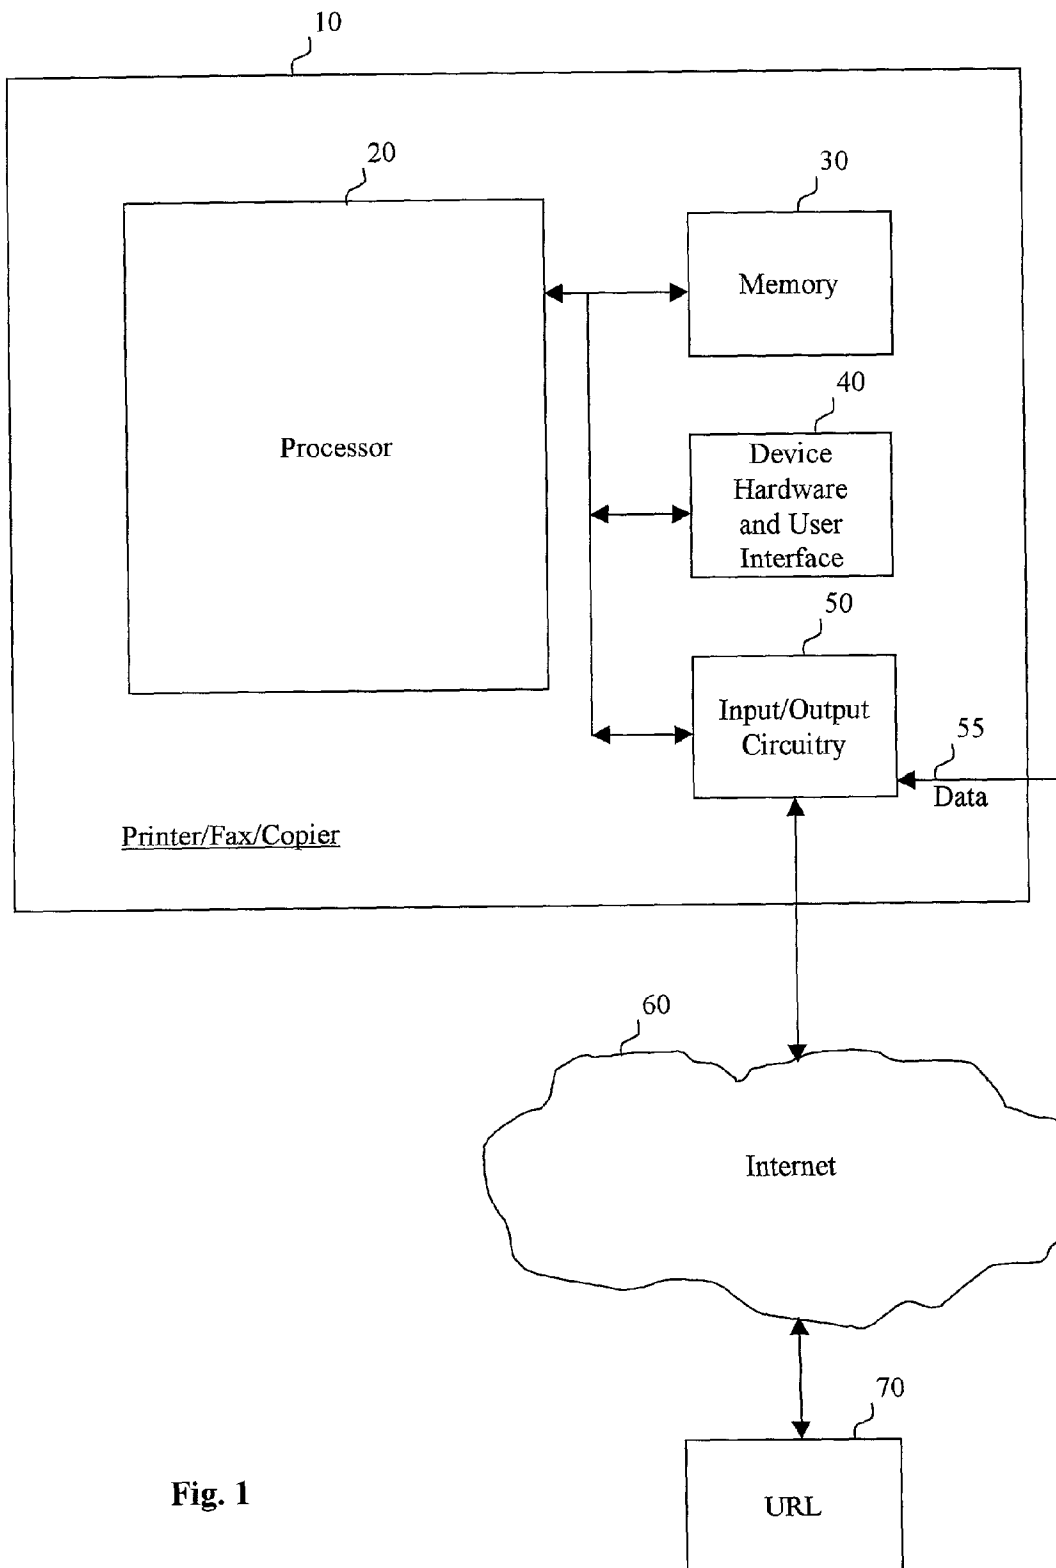 10
20
30
Memory
Processor
40
Device
Hardware
and User
Interface
50
Input/Output
Circuitry
55
Data
Printer/Fax/Copier
60
Internet
70
URL
Fig. 1